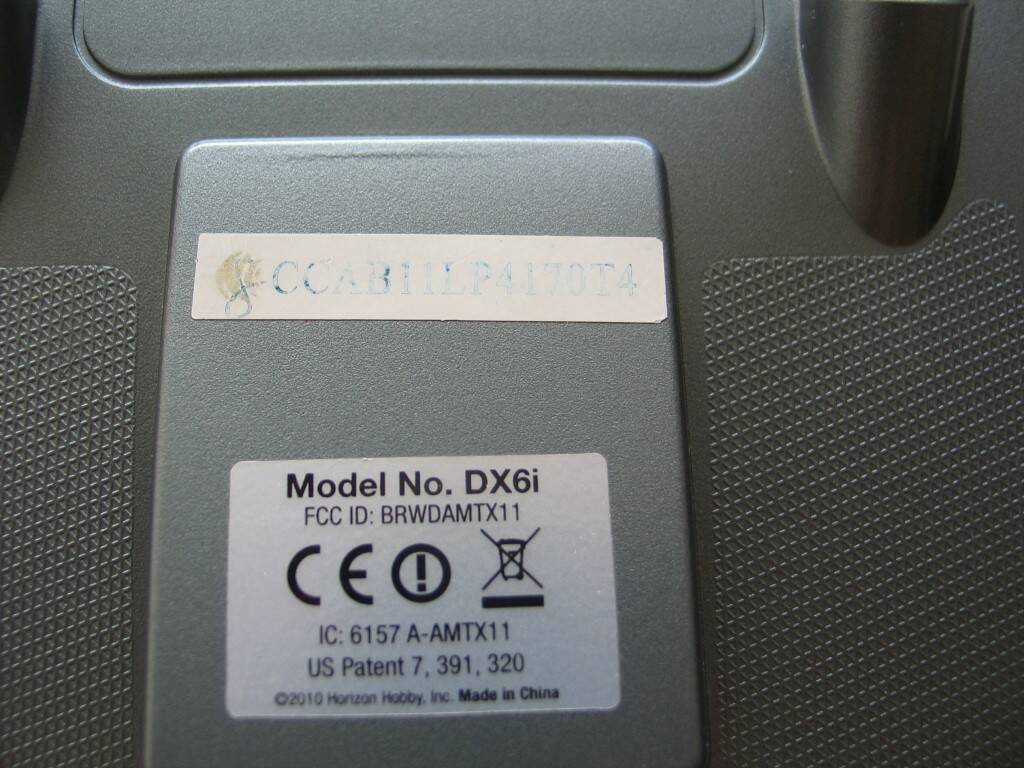 8 CCAB11LP4170T4
Model No. DX6i
FCC ID: BRWDAMTX11
CE
IC: 6157 A-AMTX11
US Patent 7, 391, 320
©2010 Horizon Hobby, Inc. Made in China